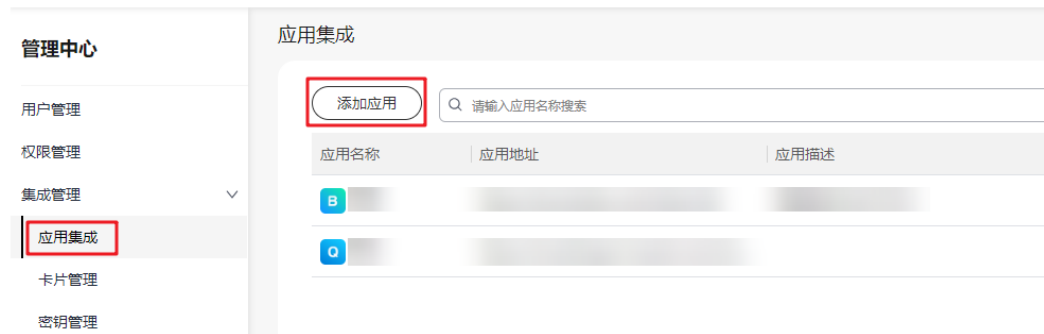 管理中心
用户管理
权限管理
集成管理
应用集成
卡片管理
密钥管理
应用集成
添加应用
请输入应用名称搜索
应用名称 应用地址 应用描述
B
Q